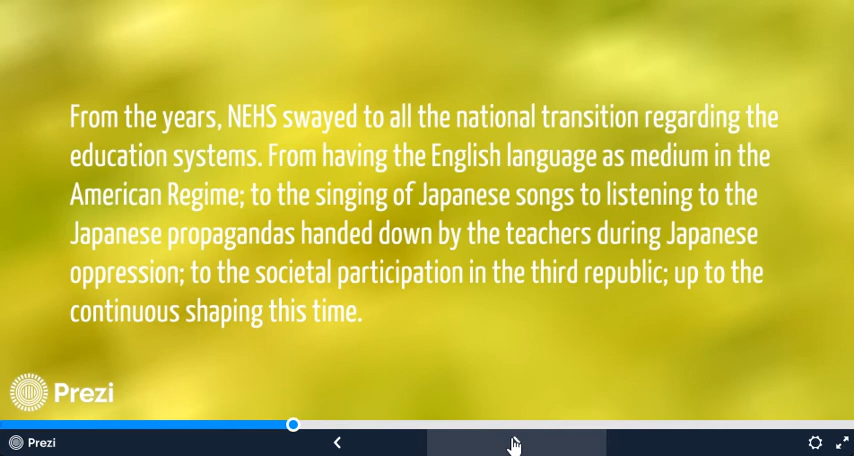 From the years, NEHS swayed to all the national transition regarding the
education systems. From having the English language as medium in the
American Regime; to the singing of Japanese songs to listening to the
Japanese propagandas handed down by the teachers during Japanese
oppression; to the societal participation in the third republic; up to the
continuous shaping this time.
Prezi
Prezi